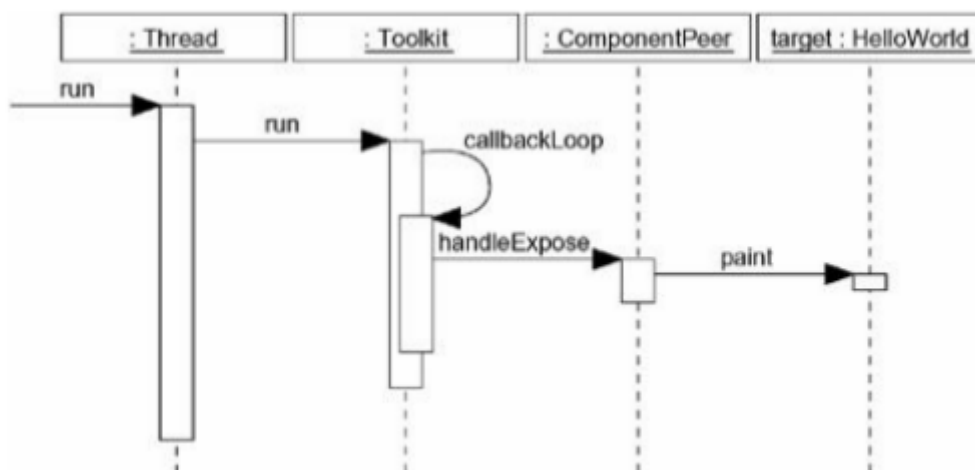 : Thread
: Toolkit
: ComponentPeer
target : HelloWorld
run
run
callbackLoop
handleExpose
paint